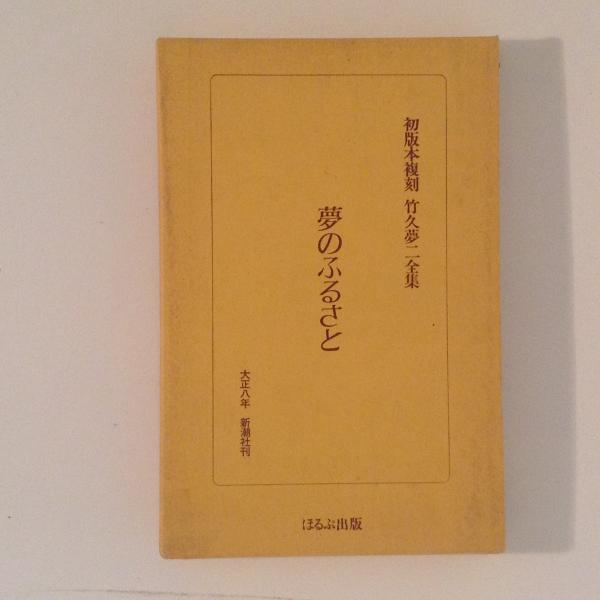 初版本複刻 竹久夢二全集
夢のふるさと
大正八年 新潮社刊
ほるぷ出版